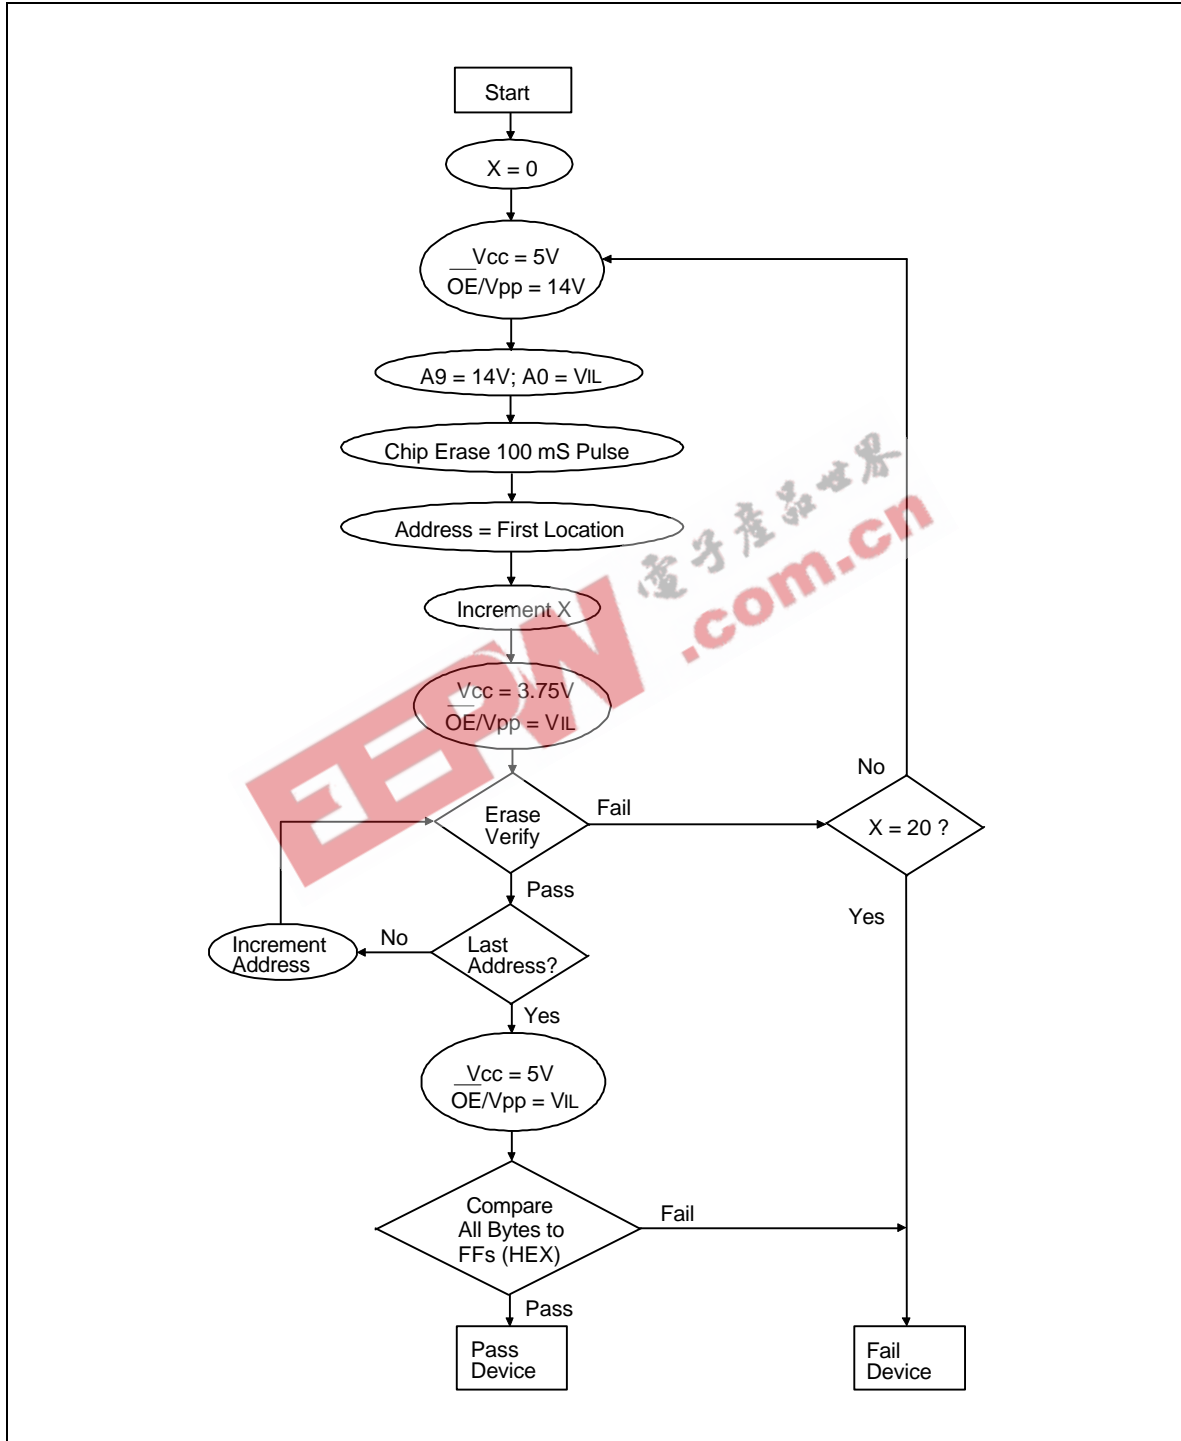 Start
X = 0
Vcc = 5V
OE/Vpp = 14V
A9 = 14V; A0 = VIL
Chip Erase 100 mS Pulse
Address = First Location
Increment X
Vcc = 3.75V
OE/Vpp = VIL
Erase
Verify
Fail
No
X = 20 ?
Pass
Yes
Increment
Address
No
Last
Address?
Yes
Vcc = 5V
OE/Vpp = VIL
Compare
All Bytes to
FFs (HEX)
Fail
Pass
Pass
Device
Fail
Device
EEPW
.com.cn
電子產品世界